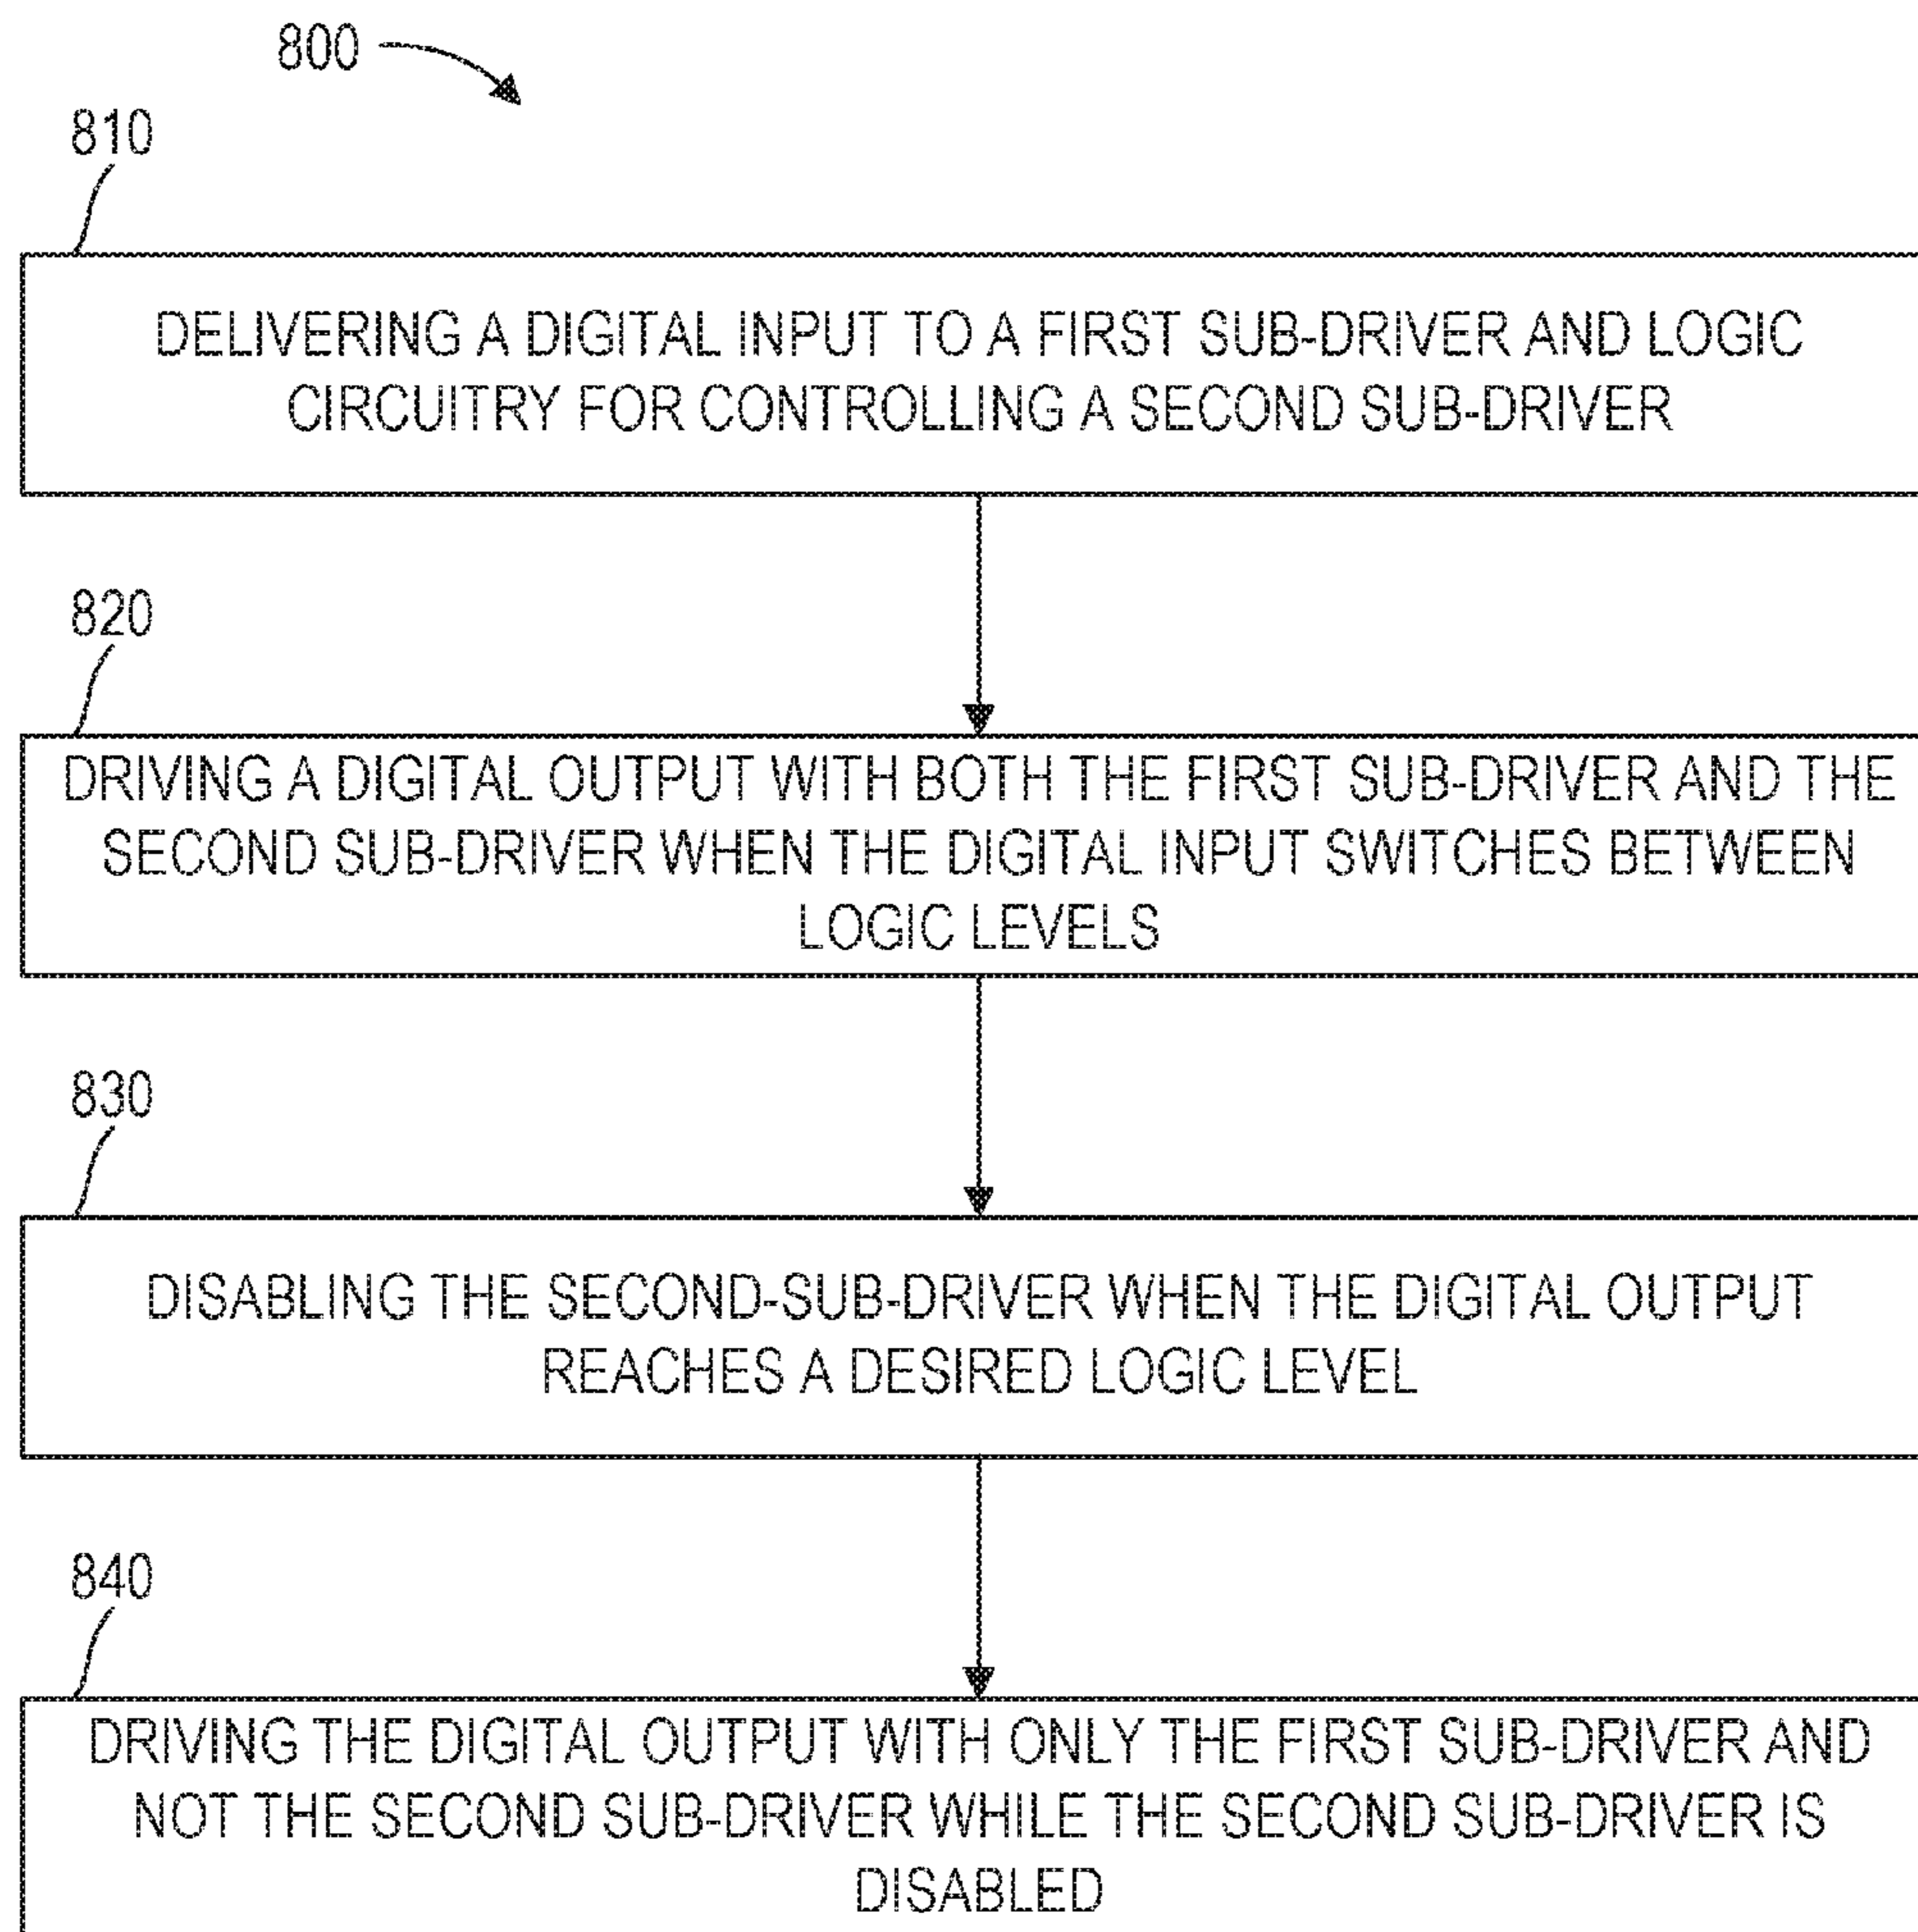 800
810
DELIVERING A DIGITAL INPUT TO A FIRST SUB-DRIVER AND LOGIC
CIRCUITRY FOR CONTROLLING A SECOND SUB-DRIVER
820
DRIVING A DIGITAL OUTPUT WITH BOTH THE FIRST SUB-DRIVER AND THE
SECOND SUB-DRIVER WHEN THE DIGITAL INPUT SWITCHES BETWEEN
LOGIC LEVELS
830
DISABLING THE SECOND-SUB-DRIVER WHEN THE DIGITAL OUTPUT
REACHES A DESIRED LOGIC LEVEL
840
DRIVING THE DIGITAL OUTPUT WITH ONLY THE FIRST SUB-DRIVER AND
NOT THE SECOND SUB-DRIVER WHILE THE SECOND SUB-DRIVER IS
DISABLED